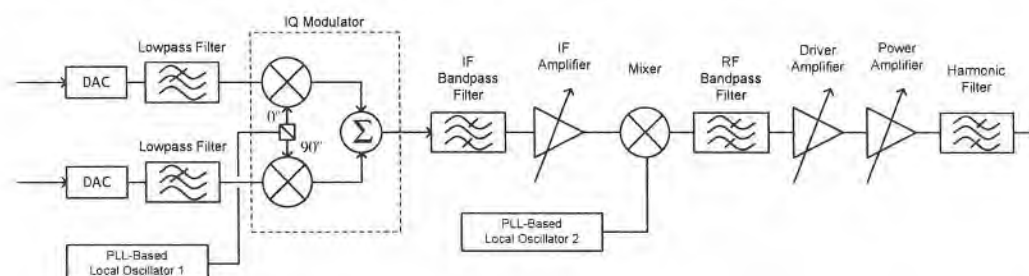 IQ Modulator
Lowpass Filter
DAC
0°
90°
Σ
Lowpass Filter
DAC
PLL-Based
Local Oscillator 1
IF
Bandpass
Filter
IF
Amplifier
Mixer
PLL-Based
Local Oscillator 2
RF
Bandpass
Filter
Driver
Amplifier
Power
Amplifier
Harmonic
Filter